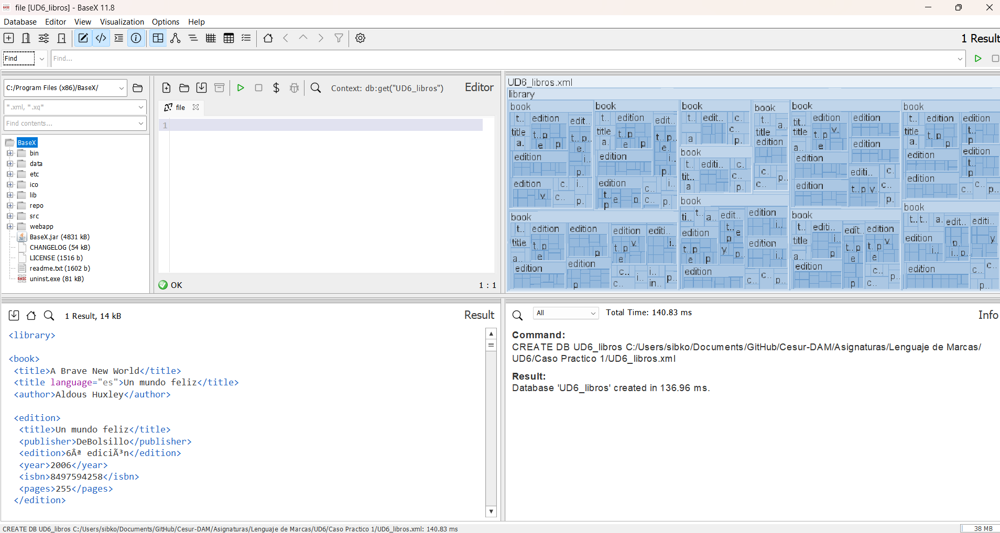 file [UD6_libros] - BaseX 11.8
Database Editor View Visualization Options Help
1 Result
Find
Find...
C:/Program Files (x86)/BaseX/
*.xml, *.xq*
Find contents...
BaseX
bin
data
etc
ico
lib
repo
src
webapp
BaseX.jar (4831 kB)
CHANGELOG (54 kB)
LICENSE (1516 b)
readme.txt (1602 b)
uninst.exe (81 kB)
Context: db:get("UD6_libros")
Editor
file
1
OK
1 : 1
UD6_libros.xml
library
book book book book book book
t.. edition edit.. t.. edition edit.. t.. edit.. c. t.. a.. tit.. edition edition t.. edition edition
title title title title title
a. a. a a.. a..
edition edition book edition edition edition edition
t.. editi.. c.
tit..
edition edition editi.. edition edition
book book book book book
t.. edition edition edition editi.. ti.. t.. a.. edit.. edition t.. editi.. edit.. edition t.. t.. a. edit.. editi..
title edition edition title edition
edition edition edition edition edition
1 Result, 14 kB
Result
<library>
<book>
<title>A Brave New World</title>
<title language="es">Un mundo feliz</title>
<author>Aldous Huxley</author>
<edition>
<title>Un mundo feliz</title>
<publisher>DeBolsillo</publisher>
<edition>6Âª ediciÃ³n</edition>
<year>2006</year>
<isbn>8497594258</isbn>
<pages>255</pages>
</edition>
All
Total Time: 140.83 ms
Info
Command:
CREATE DB UD6_libros C:/Users/sibko/Documents/GitHub/Cesur-DAM/Asignaturas/Lenguaje de Marcas/
UD6/Caso Practico 1/UD6_libros.xml
Result:
Database 'UD6_libros' created in 136.96 ms.
CREATE DB UD6_libros C:/Users/sibko/Documents/GitHub/Cesur-DAM/Asignaturas/Lenguaje de Marcas/UD6/Caso Practico 1/UD6_libros.xml: 140.83 ms
38 MB